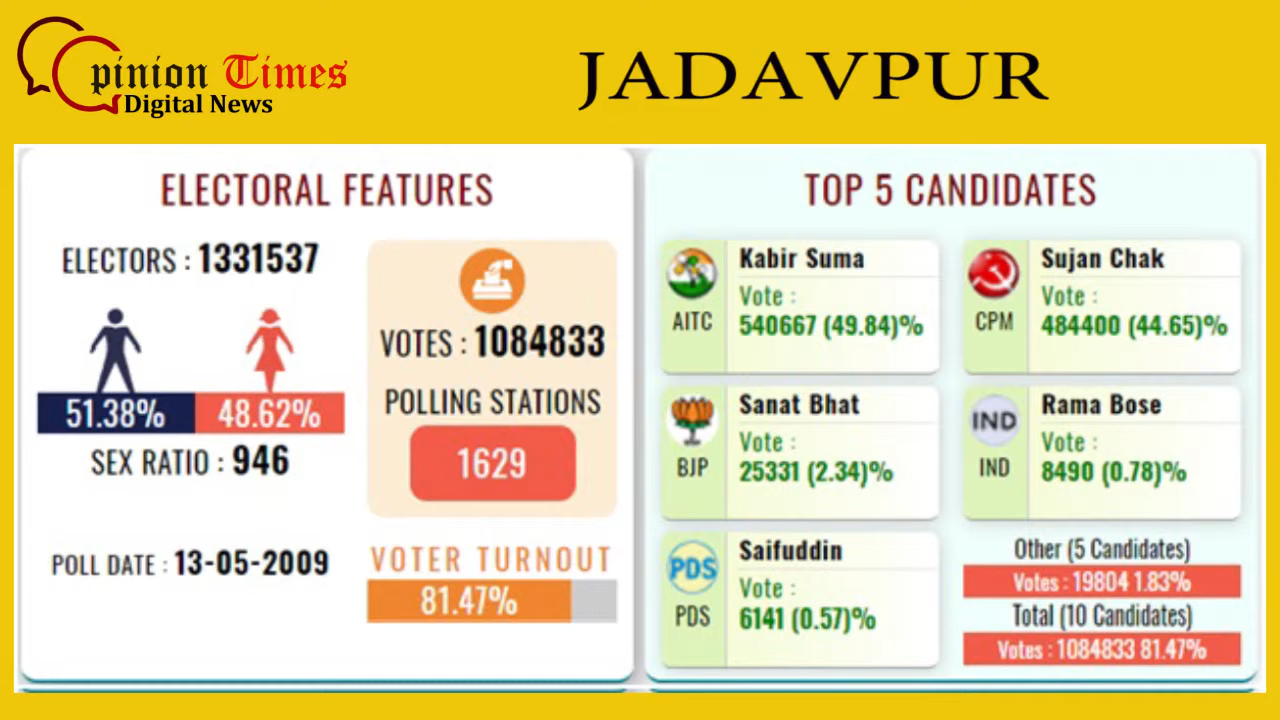 Opinion Times
Digital News
JADAVPUR
ELECTORAL FEATURES
ELECTORS : 1331537
51.38% 48.62%
SEX RATIO : 946
POLL DATE : 13-05-2009
VOTES : 1084833
POLLING STATIONS
1629
VOTER TURNOUT
81.47%
TOP 5 CANDIDATES
AITC
Kabir Suma
Vote :
540667 (49.84)%
CPM
Sujan Chak
Vote :
484400 (44.65)%
BJP
Sanat Bhat
Vote :
25331 (2.34)%
IND
IND
Rama Bose
Vote :
8490 (0.78)%
PDS
PDS
Saifuddin
Vote :
6141 (0.57)%
Other (5 Candidates)
Votes : 19804 1.83%
Total (10 Candidates)
Votes : 1084833 81.47%